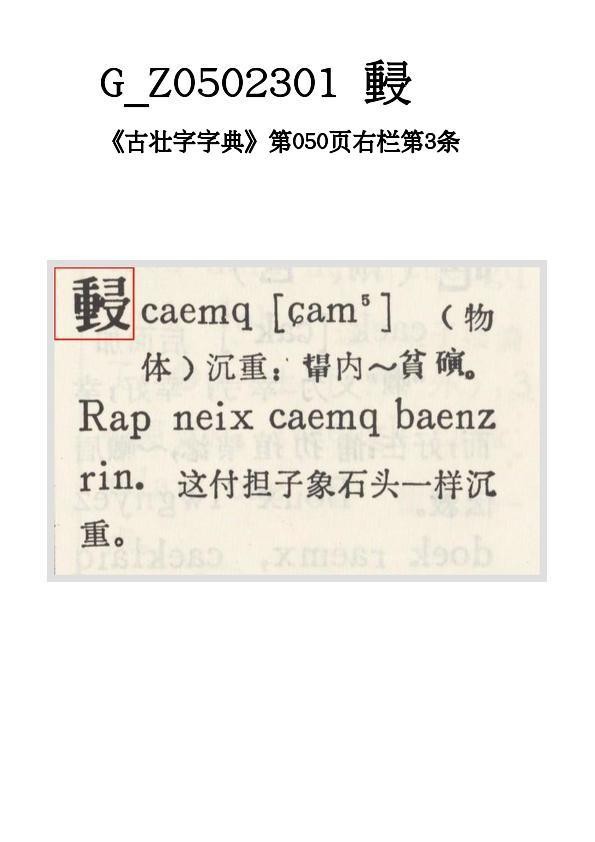 G_Z0502301
《古壮字字典》第050页右栏第3条
caemq [çam⁵] （物
体）沉重：内～貧
Rap neix caemq baenz
rin. 这付担子象石头一样沉
重。